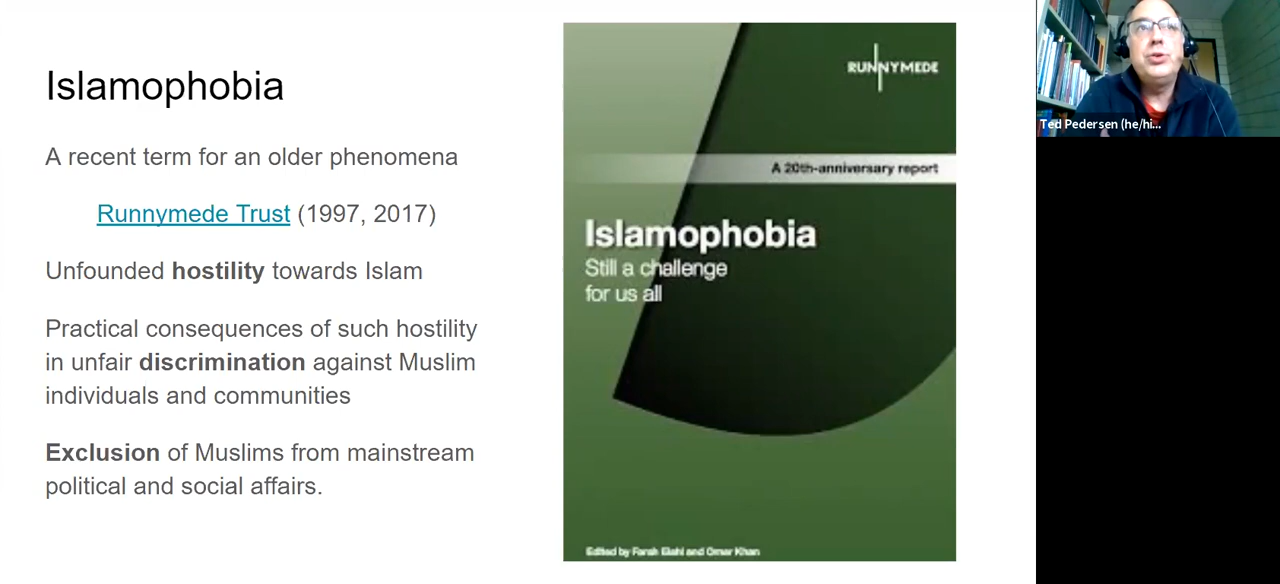 Islamophobia
A recent term for an older phenomena
Runnymede Trust (1997, 2017)
Unfounded hostility towards Islam
Practical consequences of such hostility
in unfair discrimination against Muslim
individuals and communities
Exclusion of Muslims from mainstream
political and social affairs.
RUNNYMEDE
A 20th-anniversary report
Islamophobia
Still a challenge
for us all
Edited by Farah Elahi and Omar Khan
Ted Pedersen (he/hi...